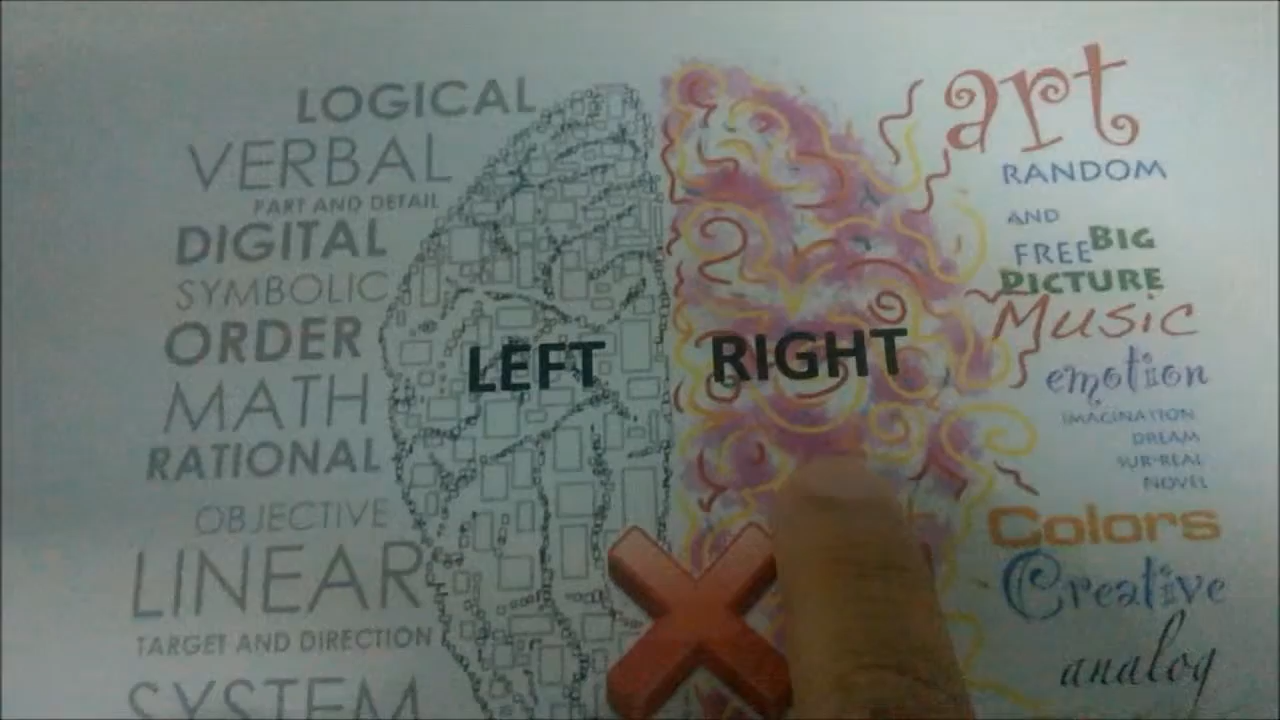 LOGICAL
VERBAL
PART AND DETAIL
DIGITAL
SYMBOLIC
ORDER
MATH
RATIONAL
OBJECTIVE
LINEAR
TARGET AND DIRECTION
SYSTEM
LEFT
RIGHT
art
RANDOM
AND
FREE
BIG
PICTURE
Music
emotion
IMAGINATION
DREAM
SUR-REAL
NOVEL
Colors
Creative
analog